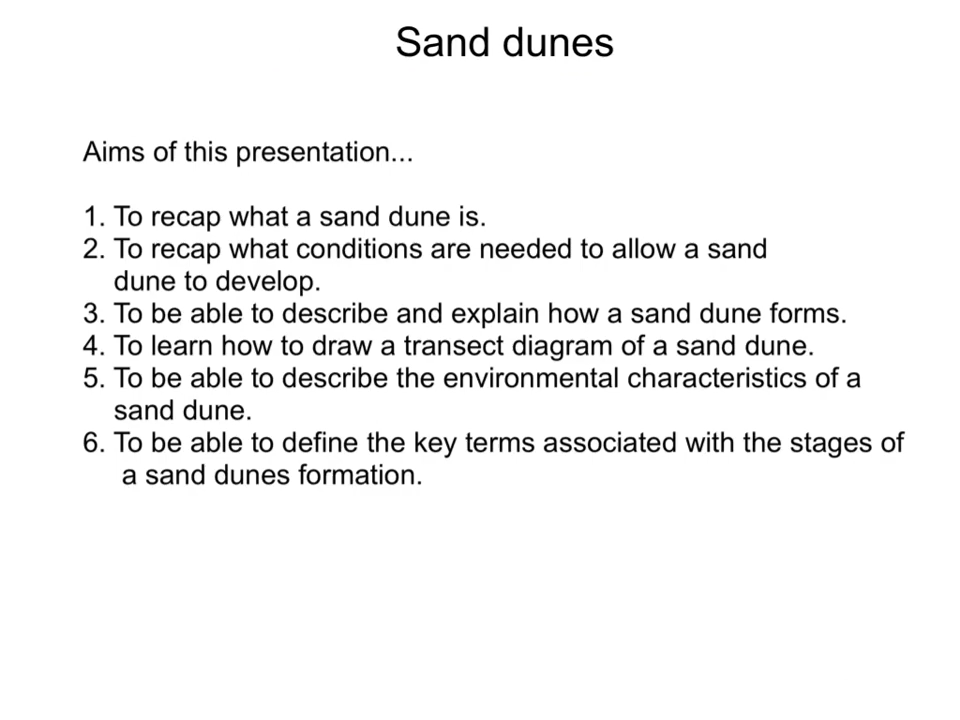 Sand dunes
Aims of this presentation...
1. To recap what a sand dune is.
2. To recap what conditions are needed to allow a sand
dune to develop.
3. To be able to describe and explain how a sand dune forms.
4. To learn how to draw a transect diagram of a sand dune.
5. To be able to describe the environmental characteristics of a
sand dune.
6. To be able to define the key terms associated with the stages of
a sand dunes formation.